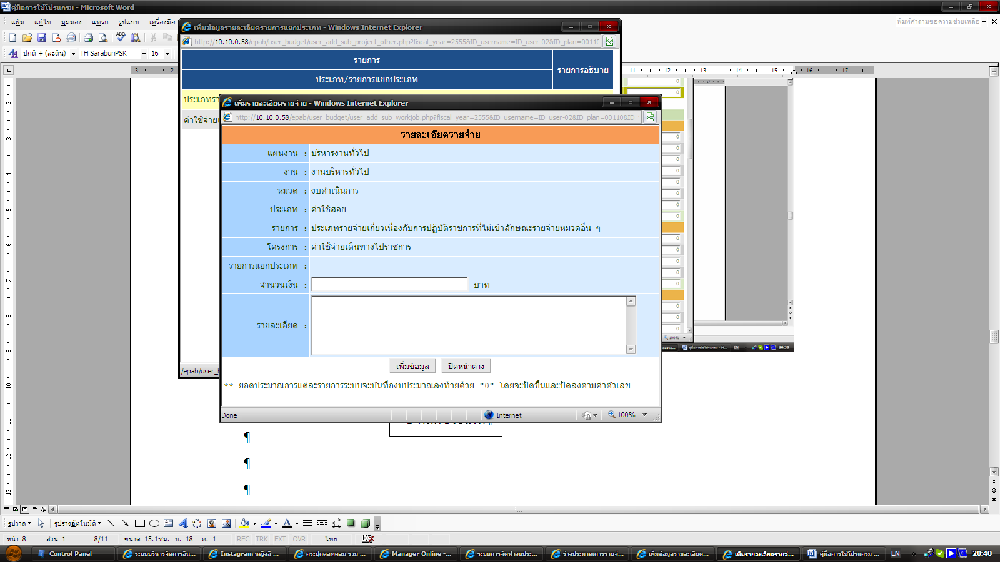 คู่มือการใช้โปรแกรม - Microsoft Word
แฟ้ม แก้ไข มุมมอง แทรก รูปแบบ เครื่องมือ
พิมพ์คำถามขอความช่วยเหลือ
ปกติ + (ละติน) TH SarabunPSK 16
เพิ่มข้อมูลรายละเอียดรายการแยกประเภท - Windows Internet Explorer
http://10.10.0.58/epab/user_budget/user_add_sub_project_other.php?fiscal_year=2555&ID_username=ID_user-02&ID_plan=00110
รายการ
รายการอธิบาย
ประเภท/รายการแยกประเภท
ประเภทรา
ค่าใช้จ่าย
/epab/user_
เพิ่มรายละเอียดรายจ่าย - Windows Internet Explorer
http://10.10.0.58/epab/user_budget/user_add_sub_workjob.php?fiscal_year=2555&ID_username=ID_user-02&ID_plan=00110&ID_
รายละเอียดรายจ่าย
แผนงาน : บริหารงานทั่วไป
งาน : งานบริหารทั่วไป
หมวด : งบดำเนินการ
ประเภท : ค่าใช้สอย
รายการ : ประเภทรายจ่ายเกี่ยวเนื่องกับการปฏิบัติราชการที่ไม่เข้าลักษณะรายจ่ายหมวดอื่น ๆ
โครงการ : ค่าใช้จ่ายเดินทางไปราชการ
รายการแยกประเภท :
จำนวนเงิน : บาท
รายละเอียด :
เพิ่มข้อมูล ปิดหน้าต่าง
** ยอดประมาณการแต่ละรายการระบบจะบันทึกงบประมาณลงท้ายด้วย "0" โดยจะปัดขึ้นและปัดลงตามค่าตัวเลข
Done Internet 100%
รูปวาด รูปร่างอัตโนมัติ
หน้า 8 ส่วน 1 8/11 ขนาด 15.1ซม. บ. 18 ค. 1 REC TRK EXT OVR ไทย
Control Panel ระบบบริหารจัดการอิน... Instagram หญิงลี ... กระปุกดอทคอม รวม ... Manager Online -... ระบบการจัดทำงบประ... ร่างประมาณการรายจ่... เพิ่มข้อมูลรายละเอียด... เพิ่มรายละเอียดรายจ่... คู่มือการใช้โปรแกรม ... EN 20:40